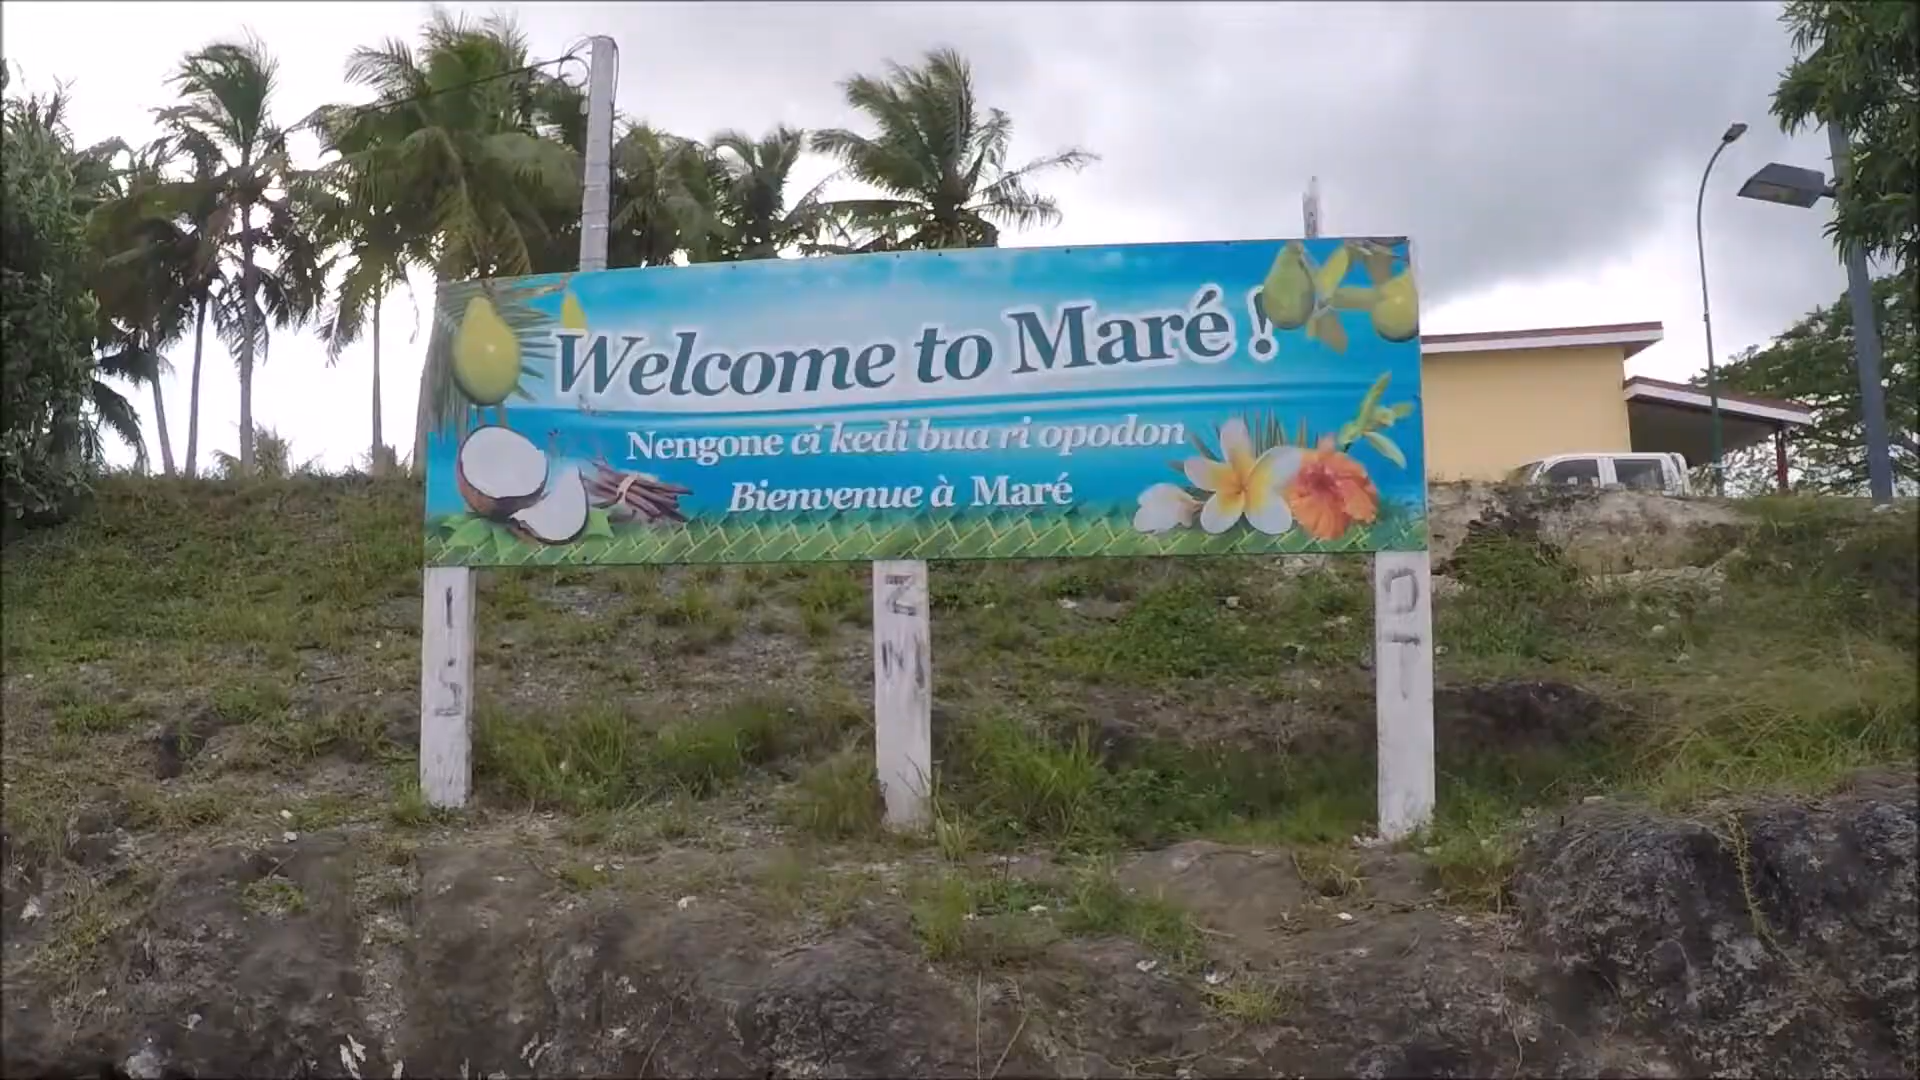 Welcome to Maré !
Nengone ci kedi bua ri opodon
Bienvenue à Maré